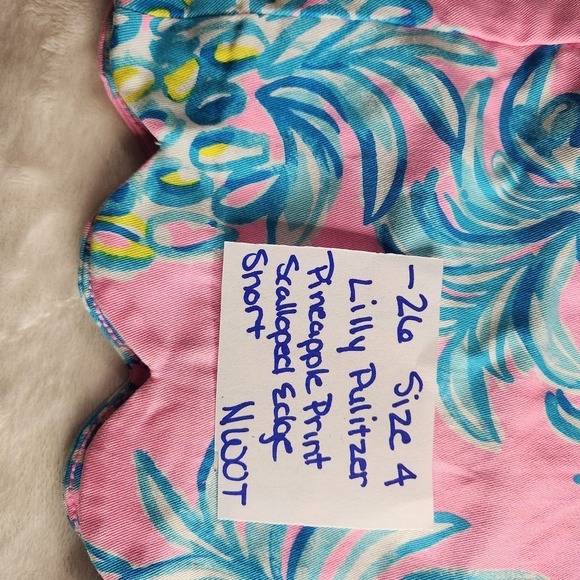 -26 Size 4
Lilly Pulitzer
Pineapple Print
Scalloped Edge
Short
NWOT